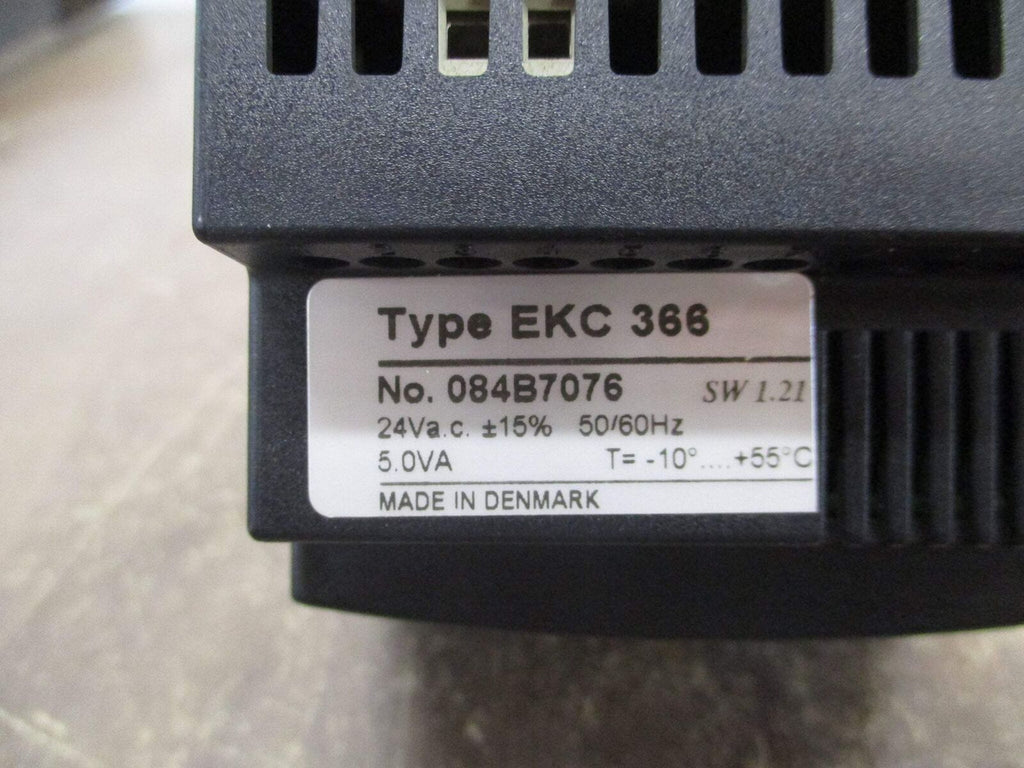 Type EKC 366
No. 084B7076 SW 1.21
24Va.c. ±15% 50/60Hz
5.0VA T= -10°....+55°C
MADE IN DENMARK